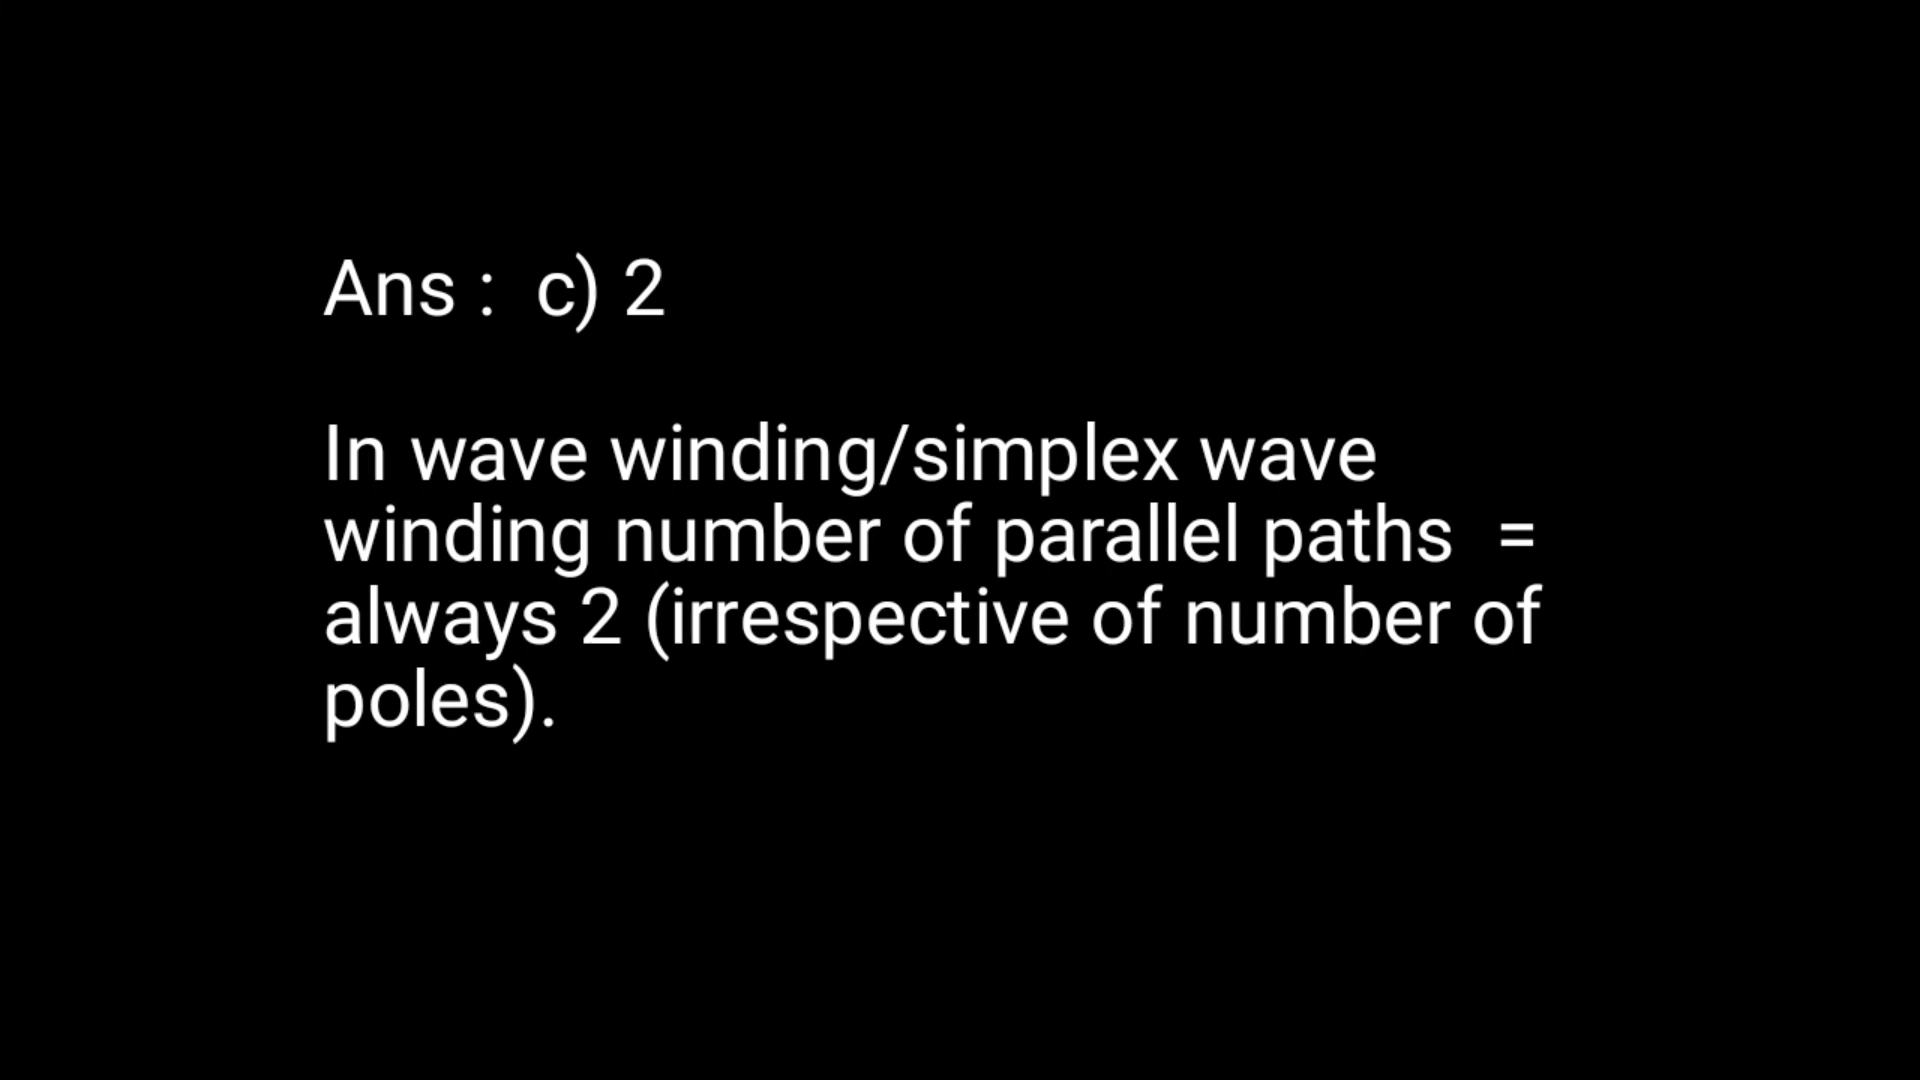 Ans :  c) 2
In wave winding/simplex wave
winding number of parallel paths  =
always 2 (irrespective of number of
poles).